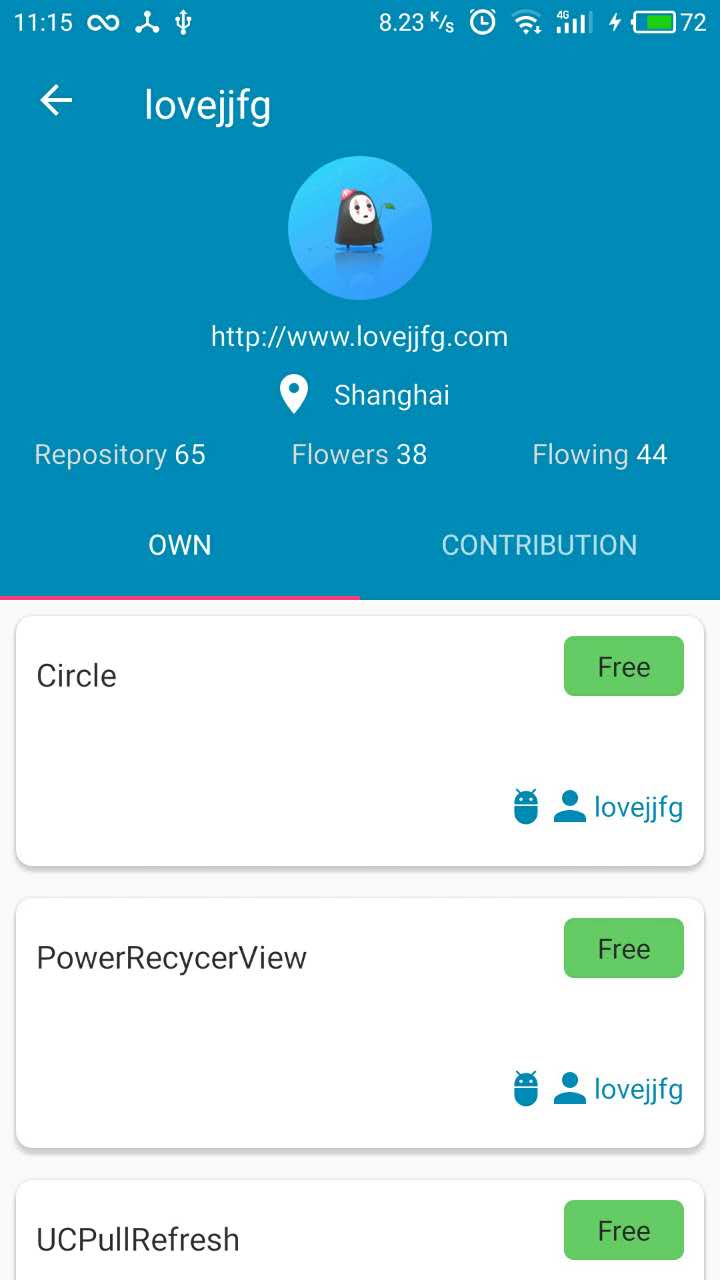 11:15 8.23 K/s 4G 72
lovejjfg
http://www.lovejjfg.com
Shanghai
Repository 65 Flowers 38 Flowing 44
OWN CONTRIBUTION
Circle Free
lovejjfg
PowerRecycerView Free
lovejjfg
UCPullRefresh Free